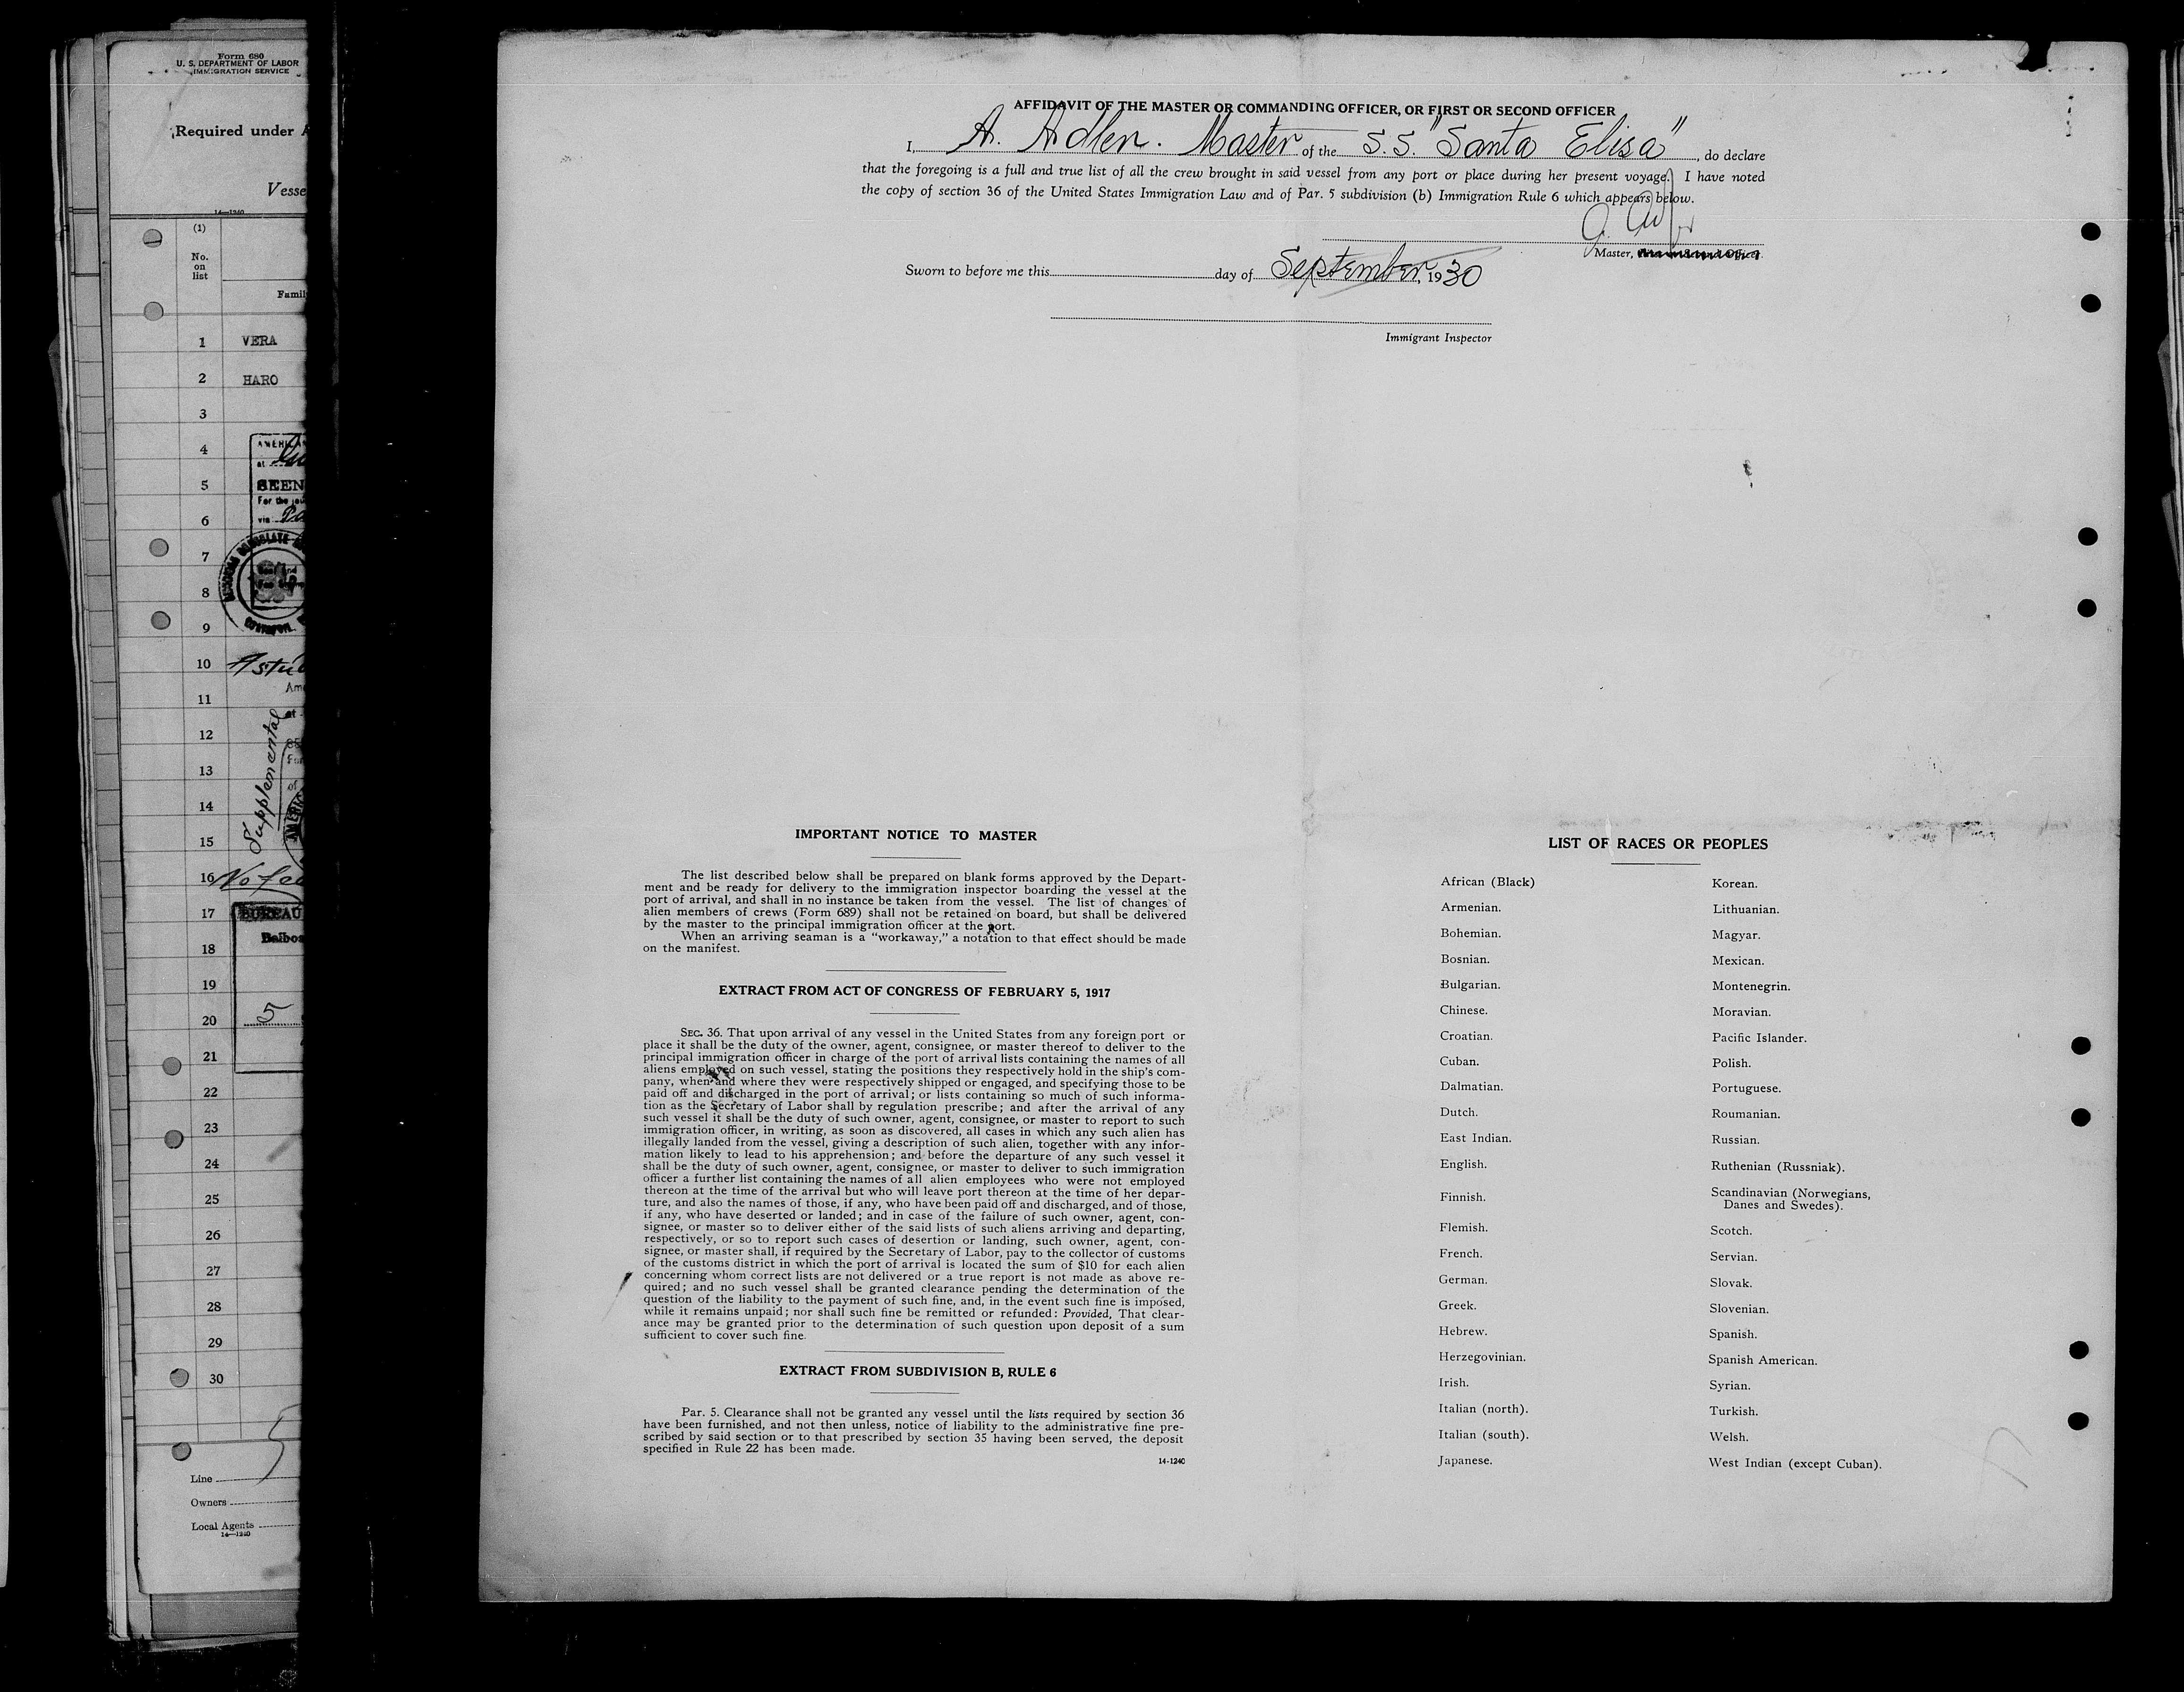 Form 680
U. S. DEPARTMENT OF LABOR
IMMIGRATION SERVICE
Required under
Vesse
14—1240
(1)
No.
on
list
Famil
1 VERA
2 HARO
3
4
5 SEEN
For the
6 via
7
8
9
10
11
12
13
14
15
Supplemental
16 No fee
17 BUREAU
Balboa
18
19
20 5
21
22
23
24
25
26
27
28
29
30
Line
Owners
Local Agents
14—1240
AFFIDAVIT OF THE MASTER OR COMMANDING OFFICER, OR FIRST OR SECOND OFFICER
I, A. Adler. Master of the S.S. "Santa Elisa", do declare
that the foregoing is a full and true list of all the crew brought in said vessel from any port or place during her present voyage. I have noted
the copy of section 36 of the United States Immigration Law and of Par. 5 subdivision (b) Immigration Rule 6 which appears below.
Master,
Sworn to before me this day of September, 1930
Immigrant Inspector
IMPORTANT NOTICE TO MASTER
The list described below shall be prepared on blank forms approved by the Depart-
ment and be ready for delivery to the immigration inspector boarding the vessel at the
port of arrival, and shall in no instance be taken from the vessel. The list of changes of
alien members of crews (Form 689) shall not be retained on board, but shall be delivered
by the master to the principal immigration officer at the port.
When an arriving seaman is a "workaway," a notation to that effect should be made
on the manifest.
EXTRACT FROM ACT OF CONGRESS OF FEBRUARY 5, 1917
SEC. 36. That upon arrival of any vessel in the United States from any foreign port or
place it shall be the duty of the owner, agent, consignee, or master thereof to deliver to the
principal immigration officer in charge of the port of arrival lists containing the names of all
aliens employed on such vessel, stating the positions they respectively hold in the ship's com-
pany, when and where they were respectively shipped or engaged, and specifying those to be
paid off and discharged in the port of arrival; or lists containing so much of such informa-
tion as the Secretary of Labor shall by regulation prescribe; and after the arrival of any
such vessel it shall be the duty of such owner, agent, consignee, or master to report to such
immigration officer, in writing, as soon as discovered, all cases in which any such alien has
illegally landed from the vessel, giving a description of such alien, together with any infor-
mation likely to lead to his apprehension; and before the departure of any such vessel it
shall be the duty of such owner, agent, consignee, or master to deliver to such immigration
officer a further list containing the names of all alien employees who were not employed
thereon at the time of the arrival but who will leave port thereon at the time of her depar-
ture, and also the names of those, if any, who have been paid off and discharged, and of those,
if any, who have deserted or landed; and in case of the failure of such owner, agent, con-
signee, or master so to deliver either of the said lists of such aliens arriving and departing,
respectively, or so to report such cases of desertion or landing, such owner, agent, con-
signee, or master shall, if required by the Secretary of Labor, pay to the collector of customs
of the customs district in which the port of arrival is located the sum of $10 for each alien
concerning whom correct lists are not delivered or a true report is not made as above re-
quired; and no such vessel shall be granted clearance pending the determination of the
question of the liability to the payment of such fine, and, in the event such fine is imposed,
while it remains unpaid; nor shall such fine be remitted or refunded: Provided, That clear-
ance may be granted prior to the determination of such question upon deposit of a sum
sufficient to cover such fine.
EXTRACT FROM SUBDIVISION B, RULE 6
Par. 5. Clearance shall not be granted any vessel until the lists required by section 36
have been furnished, and not then unless, notice of liability to the administrative fine pre-
scribed by said section or to that prescribed by section 35 having been served, the deposit
specified in Rule 22 has been made.
14-1240
LIST OF RACES OR PEOPLES
African (Black)
Armenian.
Bohemian.
Bosnian.
Bulgarian.
Chinese.
Croatian.
Cuban.
Dalmatian.
Dutch.
East Indian.
English.
Finnish.
Flemish.
French.
German.
Greek.
Hebrew.
Herzegovinian.
Irish.
Italian (north).
Italian (south).
Japanese.
Korean.
Lithuanian.
Magyar.
Mexican.
Montenegrin.
Moravian.
Pacific Islander.
Polish.
Portuguese.
Roumanian.
Russian.
Ruthenian (Russniak).
Scandinavian (Norwegians,
Danes and Swedes).
Scotch.
Servian.
Slovak.
Slovenian.
Spanish.
Spanish American.
Syrian.
Turkish.
Welsh.
West Indian (except Cuban).